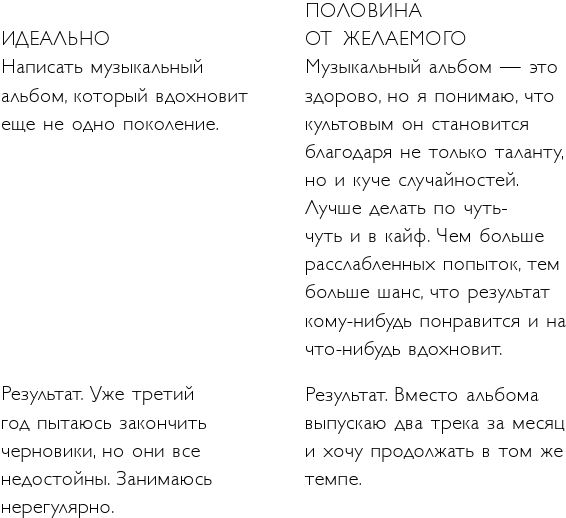 ИДЕАЛЬНО
Написать музыкальный
альбом, который вдохновит
еще не одно поколение.
Результат. Уже третий
год пытаюсь закончить
черновики, но они все
недостойны. Занимаюсь
нерегулярно.
ПОЛОВИНА
ОТ ЖЕЛАЕМОГО
Музыкальный альбом — это
здорово, но я понимаю, что
культовым он становится
благодаря не только таланту,
но и куче случайностей.
Лучше делать по чуть-
чуть и в кайф. Чем больше
расслабленных попыток, тем
больше шанс, что результат
кому-нибудь понравится и на
что-нибудь вдохновит.
Результат. Вместо альбома
выпускаю два трека за месяц
и хочу продолжать в том же
темпе.